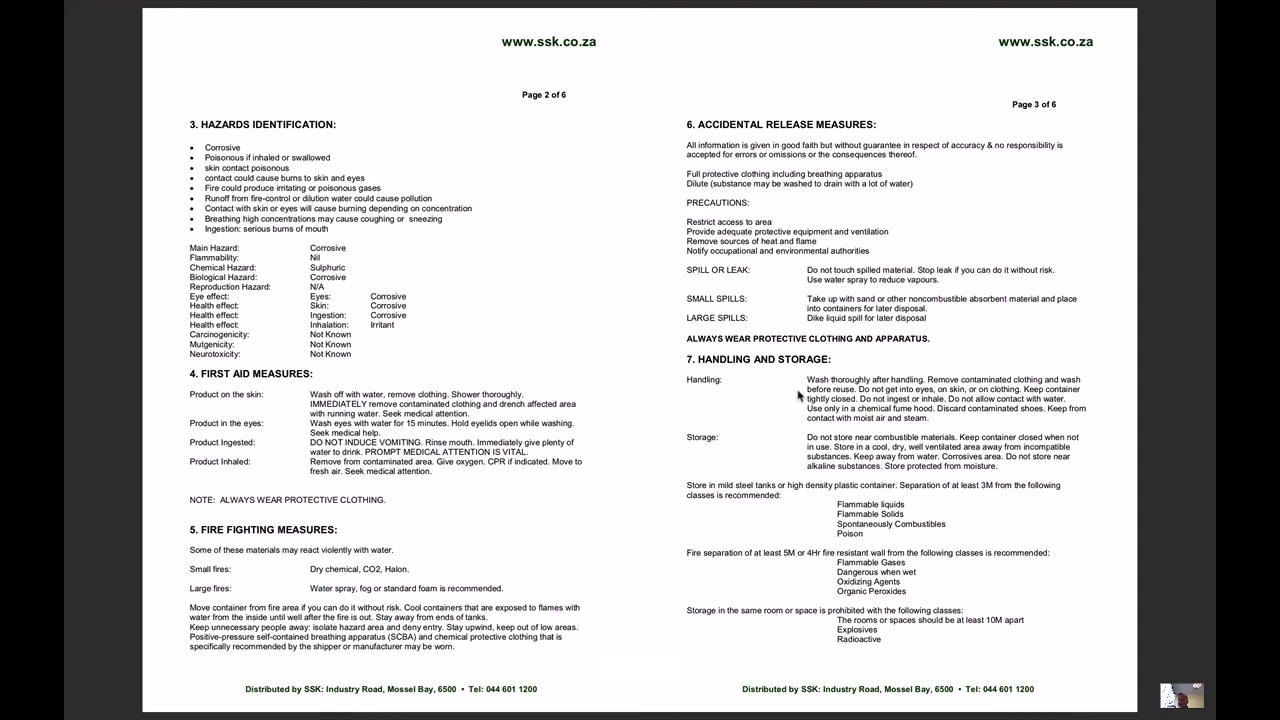 www.ssk.co.za
Page 2 of 6
3. HAZARDS IDENTIFICATION:
• Corrosive
• Poisonous if inhaled or swallowed
• skin contact poisonous
• contact could cause burns to skin and eyes
• Fire could produce irritating or poisonous gases
• Runoff from fire-control or dilution water could cause pollution
• Contact with skin or eyes will cause burning depending on concentration
• Breathing high concentrations may cause coughing or sneezing
• Ingestion: serious burns of mouth
Main Hazard: Corrosive
Flammability: Nil
Chemical Hazard: Sulphuric
Biological Hazard: Corrosive
Reproduction Hazard: N/A
Eye effect: Eyes: Corrosive
Health effect: Skin: Corrosive
Health effect: Ingestion: Corrosive
Health effect: Inhalation: Irritant
Carcinogenicity: Not Known
Mutgenicity: Not Known
Neurotoxicity: Not Known
4. FIRST AID MEASURES:
Product on the skin: Wash off with water, remove clothing. Shower thoroughly.
IMMEDIATELY remove contaminated clothing and drench affected area
with running water. Seek medical attention.
Product in the eyes: Wash eyes with water for 15 minutes. Hold eyelids open while washing.
Seek medical help.
Product Ingested: DO NOT INDUCE VOMITING. Rinse mouth. Immediately give plenty of
water to drink. PROMPT MEDICAL ATTENTION IS VITAL.
Product Inhaled: Remove from contaminated area. Give oxygen. CPR if indicated. Move to
fresh air. Seek medical attention.
NOTE: ALWAYS WEAR PROTECTIVE CLOTHING.
5. FIRE FIGHTING MEASURES:
Some of these materials may react violently with water.
Small fires: Dry chemical, CO2, Halon.
Large fires: Water spray, fog or standard foam is recommended.
Move container from fire area if you can do it without risk. Cool containers that are exposed to flames with
water from the inside until well after the fire is out. Stay away from ends of tanks.
Keep unnecessary people away: isolate hazard area and deny entry. Stay upwind, keep out of low areas.
Positive-pressure self-contained breathing apparatus (SCBA) and chemical protective clothing that is
specifically recommended by the shipper or manufacturer may be worn.
Distributed by SSK: Industry Road, Mossel Bay, 6500 • Tel: 044 601 1200
www.ssk.co.za
Page 3 of 6
6. ACCIDENTAL RELEASE MEASURES:
All information is given in good faith but without guarantee in respect of accuracy & no responsibility is
accepted for errors or omissions or the consequences thereof.
Full protective clothing including breathing apparatus
Dilute (substance may be washed to drain with a lot of water)
PRECAUTIONS:
Restrict access to area
Provide adequate protective equipment and ventilation
Remove sources of heat and flame
Notify occupational and environmental authorities
SPILL OR LEAK: Do not touch spilled material. Stop leak if you can do it without risk.
Use water spray to reduce vapours.
SMALL SPILLS: Take up with sand or other noncombustible absorbent material and place
into containers for later disposal.
LARGE SPILLS: Dike liquid spill for later disposal
ALWAYS WEAR PROTECTIVE CLOTHING AND APPARATUS.
7. HANDLING AND STORAGE:
Handling: Wash thoroughly after handling. Remove contaminated clothing and wash
before reuse. Do not get into eyes, on skin, or on clothing. Keep container
tightly closed. Do not ingest or inhale. Do not allow contact with water.
Use only in a chemical fume hood. Discard contaminated shoes. Keep from
contact with moist air and steam.
Storage: Do not store near combustible materials. Keep container closed when not
in use. Store in a cool, dry, well ventilated area away from incompatible
substances. Keep away from water. Corrosives area. Do not store near
alkaline substances. Store protected from moisture.
Store in mild steel tanks or high density plastic container. Separation of at least 3M from the following
classes is recommended:
Flammable liquids
Flammable Solids
Spontaneously Combustibles
Poison
Fire separation of at least 5M or 4Hr fire resistant wall from the following classes is recommended:
Flammable Gases
Dangerous when wet
Oxidizing Agents
Organic Peroxides
Storage in the same room or space is prohibited with the following classes:
The rooms or spaces should be at least 10M apart
Explosives
Radioactive
Distributed by SSK: Industry Road, Mossel Bay, 6500 • Tel: 044 601 1200